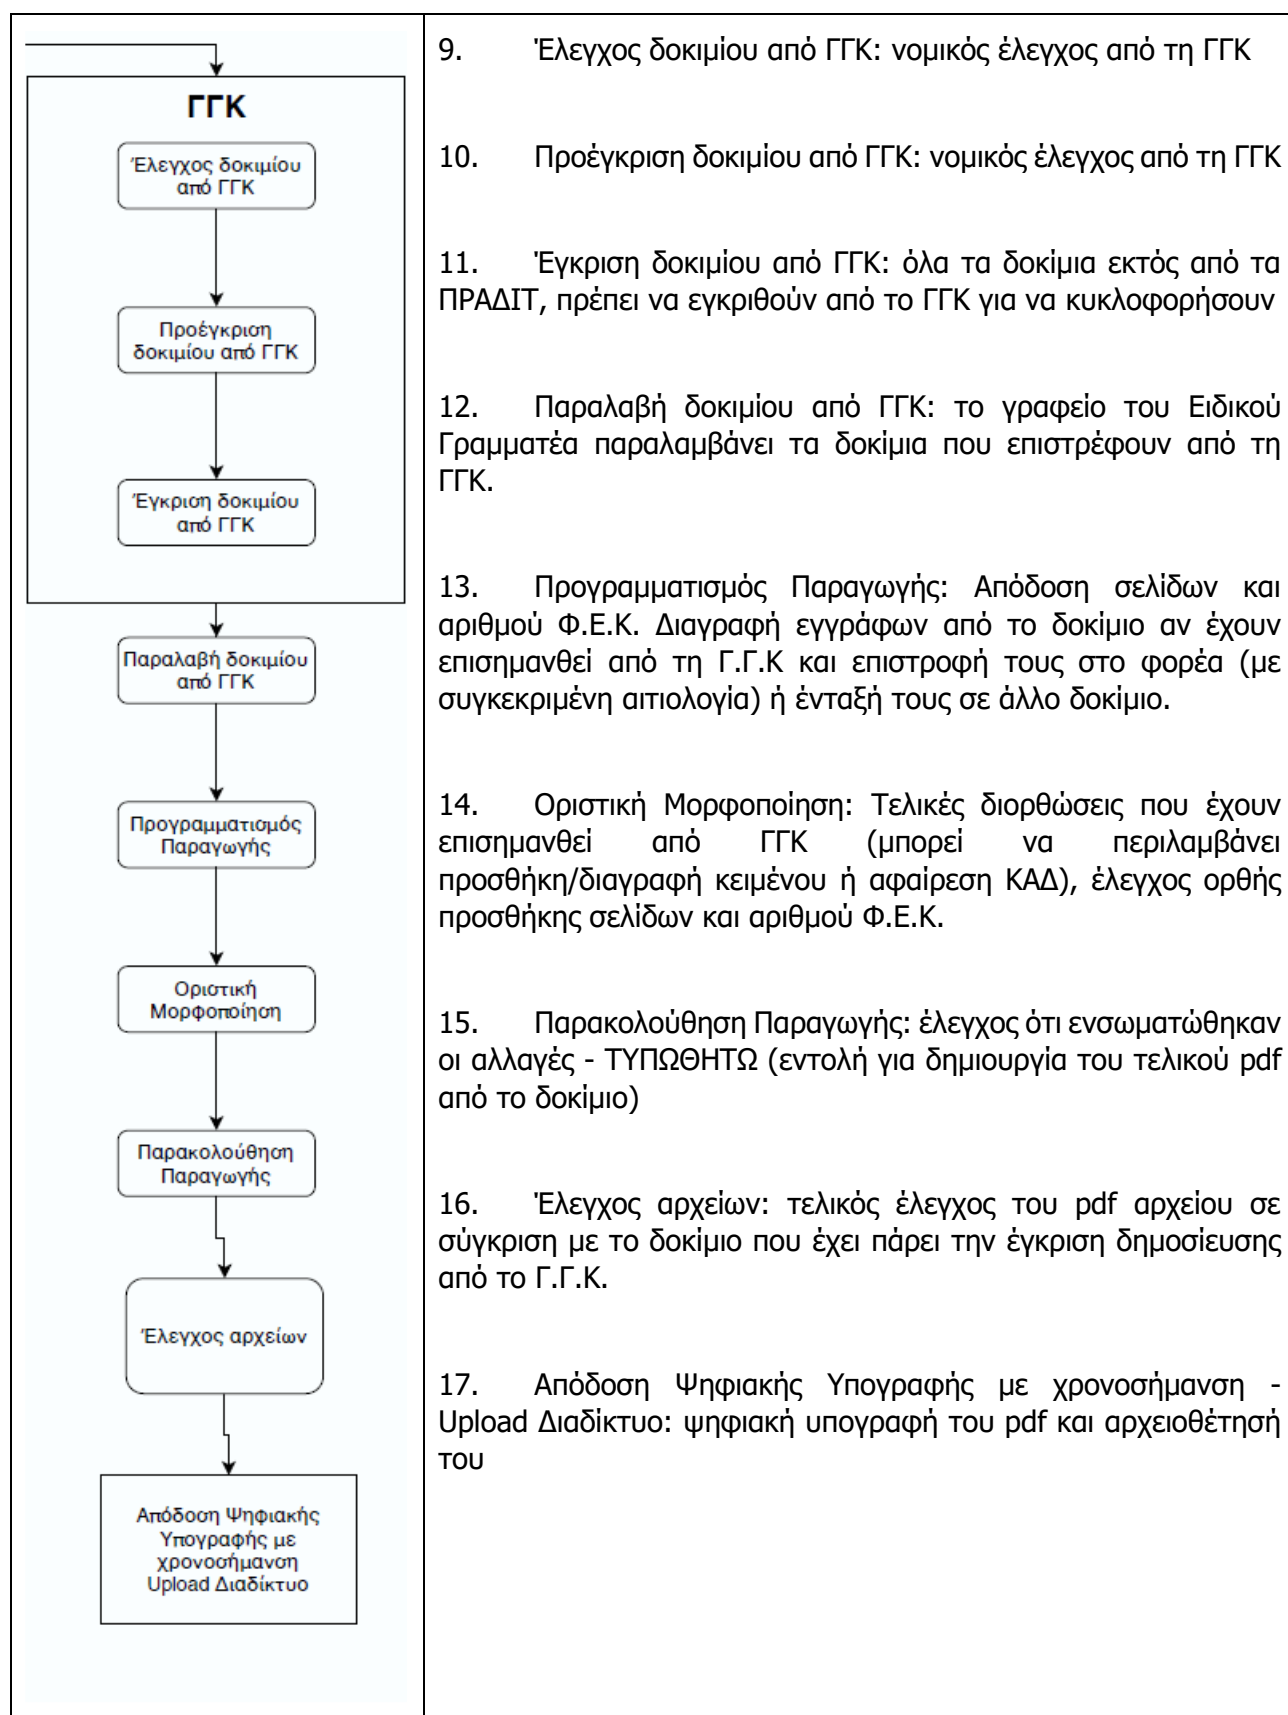 ΓΓΚ
Έλεγχος δοκιμίου
από ΓΓΚ
Προέγκριση
δοκιμίου από ΓΓΚ
Έγκριση δοκιμίου
από ΓΓΚ
Παραλαβή δοκιμίου
από ΓΓΚ
Προγραμματισμός
Παραγωγής
Οριστική
Μορφοποίηση
Παρακολούθηση
Παραγωγής
Έλεγχος αρχείων
Απόδοση Ψηφιακής
Υπογραφής με
χρονοσήμανση
Upload Διαδίκτυο
9. Έλεγχος δοκιμίου από ΓΓΚ: νομικός έλεγχος από τη ΓΓΚ
10. Προέγκριση δοκιμίου από ΓΓΚ: νομικός έλεγχος από τη ΓΓΚ
11. Έγκριση δοκιμίου από ΓΓΚ: όλα τα δοκίμια εκτός από τα
ΠΡΑΔΙΤ, πρέπει να εγκριθούν από το ΓΓΚ για να κυκλοφορήσουν
12. Παραλαβή δοκιμίου από ΓΓΚ: το γραφείο του Ειδικού
Γραμματέα παραλαμβάνει τα δοκίμια που επιστρέφουν από τη
ΓΓΚ.
13. Προγραμματισμός Παραγωγής: Απόδοση σελίδων και
αριθμού Φ.Ε.Κ. Διαγραφή εγγράφων από το δοκίμιο αν έχουν
επισημανθεί από τη Γ.Γ.Κ και επιστροφή τους στο φορέα (με
συγκεκριμένη αιτιολογία) ή ένταξή τους σε άλλο δοκίμιο.
14. Οριστική Μορφοποίηση: Τελικές διορθώσεις που έχουν
επισημανθεί από ΓΓΚ (μπορεί να περιλαμβάνει
προσθήκη/διαγραφή κειμένου ή αφαίρεση ΚΑΔ), έλεγχος ορθής
προσθήκης σελίδων και αριθμού Φ.Ε.Κ.
15. Παρακολούθηση Παραγωγής: έλεγχος ότι ενσωματώθηκαν
οι αλλαγές - ΤΥΠΩΘΗΤΩ (εντολή για δημιουργία του τελικού pdf
από το δοκίμιο)
16. Έλεγχος αρχείων: τελικός έλεγχος του pdf αρχείου σε
σύγκριση με το δοκίμιο που έχει πάρει την έγκριση δημοσίευσης
από το Γ.Γ.Κ.
17. Απόδοση Ψηφιακής Υπογραφής με χρονοσήμανση -
Upload Διαδίκτυο: ψηφιακή υπογραφή του pdf και αρχειοθέτησή
του